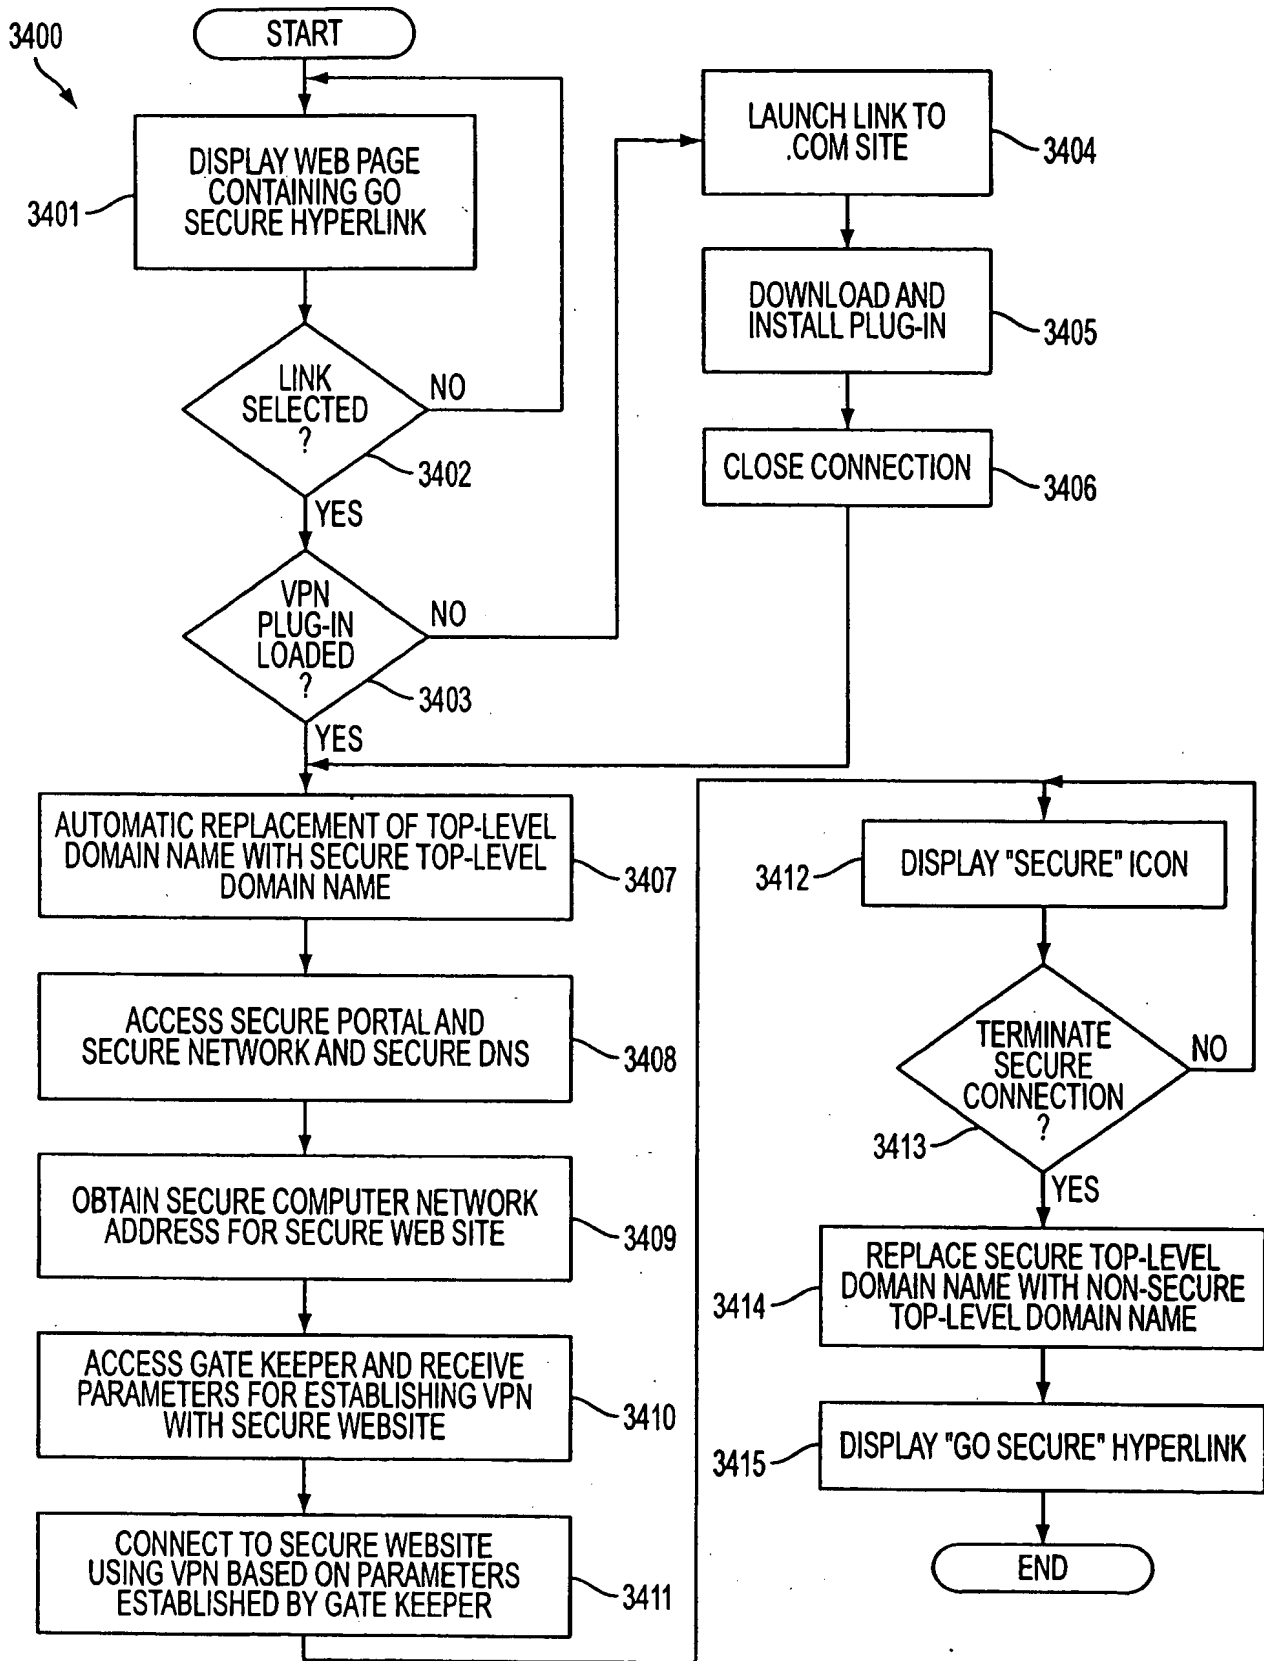 3400
START
DISPLAY WEB PAGE
CONTAINING GO
SECURE HYPERLINK
3401
LINK
SELECTED
?
NO
3402
YES
VPN
PLUG-IN
LOADED
?
NO
3403
YES
LAUNCH LINK TO
.COM SITE
3404
DOWNLOAD AND
INSTALL PLUG-IN
3405
CLOSE CONNECTION
3406
AUTOMATIC REPLACEMENT OF TOP-LEVEL
DOMAIN NAME WITH SECURE TOP-LEVEL
DOMAIN NAME
3407
ACCESS SECURE PORTAL AND
SECURE NETWORK AND SECURE DNS
3408
OBTAIN SECURE COMPUTER NETWORK
ADDRESS FOR SECURE WEB SITE
3409
ACCESS GATE KEEPER AND RECEIVE
PARAMETERS FOR ESTABLISHING VPN
WITH SECURE WEBSITE
3410
CONNECT TO SECURE WEBSITE
USING VPN BASED ON PARAMETERS
ESTABLISHED BY GATE KEEPER
3411
3412
DISPLAY "SECURE" ICON
TERMINATE
SECURE
CONNECTION
?
NO
3413
YES
REPLACE SECURE TOP-LEVEL
DOMAIN NAME WITH NON-SECURE
TOP-LEVEL DOMAIN NAME
3414
DISPLAY "GO SECURE" HYPERLINK
3415
END